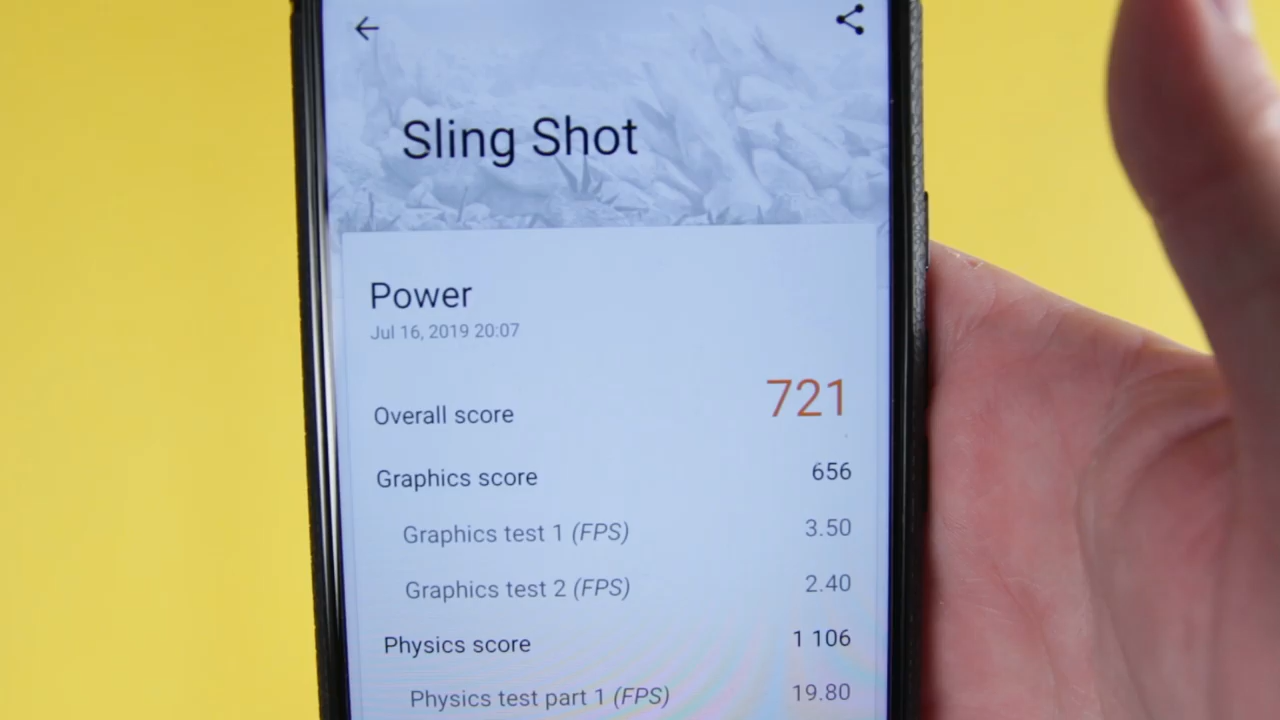 Sling Shot
Power
Jul 16, 2019 20:07
Overall score 721
Graphics score 656
Graphics test 1 (FPS) 3.50
Graphics test 2 (FPS) 2.40
Physics score 1 106
Physics test part 1 (FPS) 19.80